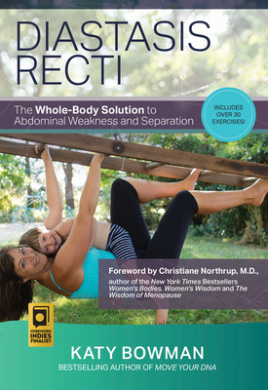 DIASTASIS
RECTI
The Whole-Body Solution to
Abdominal Weakness and Separation
INCLUDES
OVER 30
EXERCISES!
Foreword by Christiane Northrup, M.D.,
author of the New York Times Bestsellers
Women's Bodies, Women's Wisdom and The
Wisdom of Menopause
FOREWORD
INDIES
FINALIST
KATY BOWMAN
BESTSELLING AUTHOR OF MOVE YOUR DNA